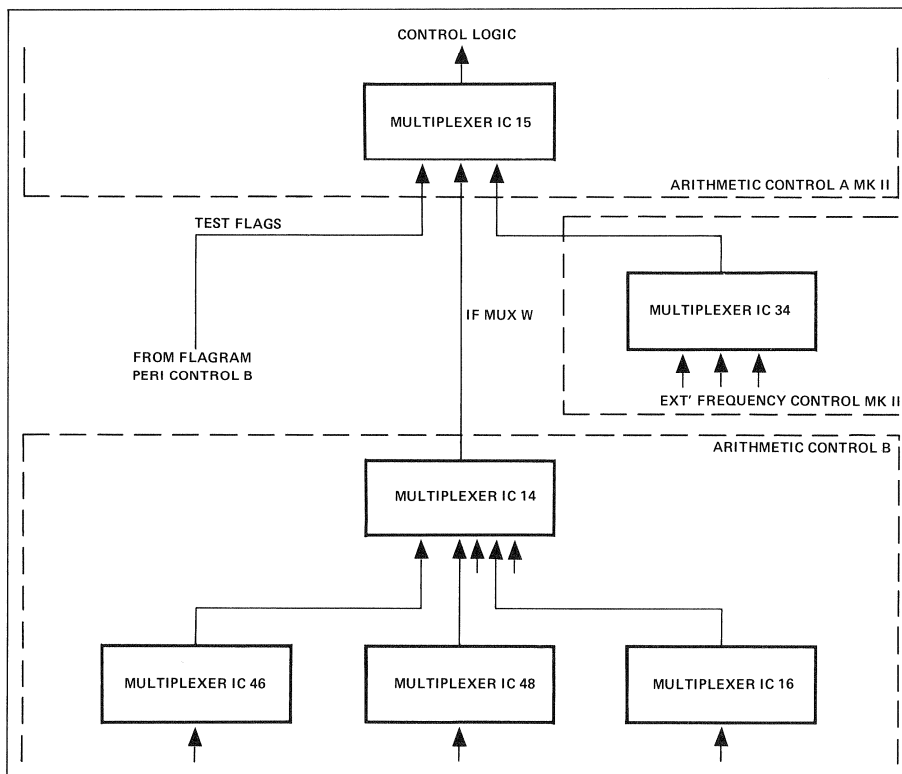 CONTROL LOGIC
MULTIPLEXER IC 15
ARITHMETIC CONTROL A MK II
TEST FLAGS
MULTIPLEXER IC 34
IF MUX W
FROM FLAGRAM
PERI CONTROL B
EXT' FREQUENCY CONTROL MK II
ARITHMETIC CONTROL B
MULTIPLEXER IC 14
MULTIPLEXER IC 46
MULTIPLEXER IC 48
MULTIPLEXER IC 16